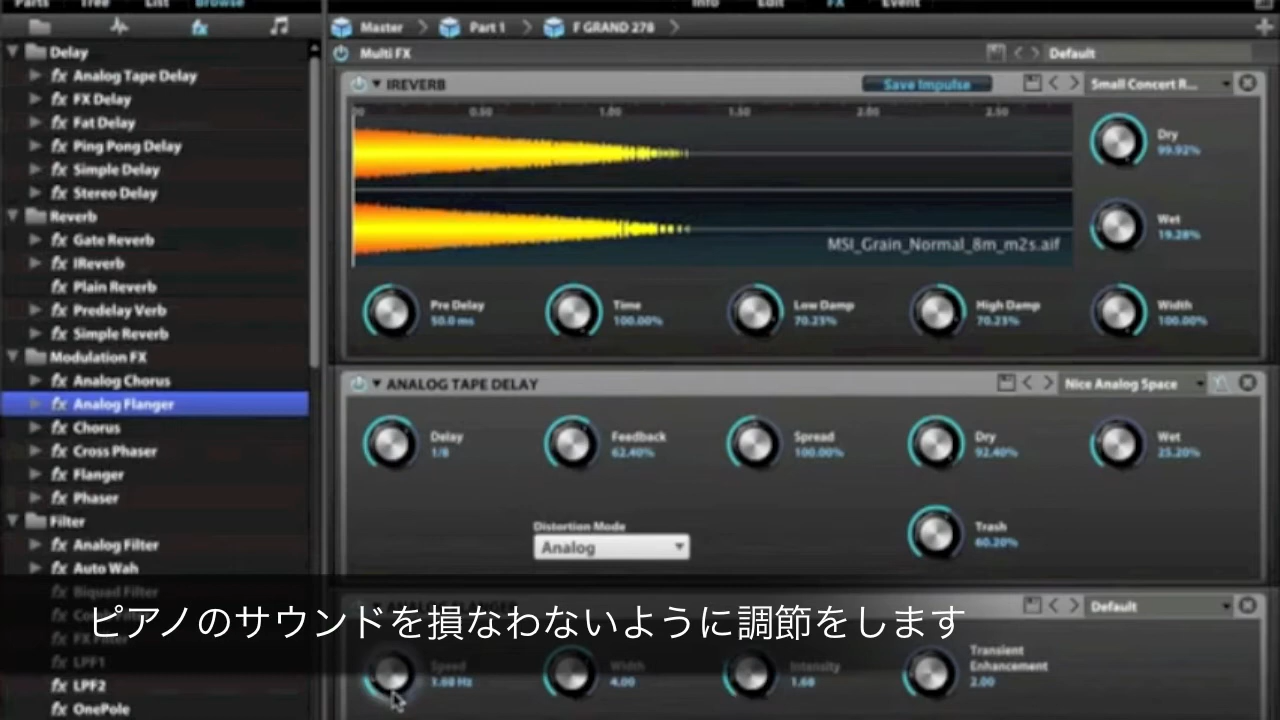 Parts Tree List Browse
Info Edit FX Event
Master Part 1 F GRAND 278
Multi FX Default
Delay
Analog Tape Delay
FX Delay
Fat Delay
Ping Pong Delay
Simple Delay
Stereo Delay
Reverb
Gate Reverb
IReverb
Plain Reverb
Predelay Verb
Simple Reverb
Modulation FX
Analog Chorus
Analog Flanger
Chorus
Cross Phaser
Flanger
Phaser
Filter
Analog Filter
Auto Wah
Biquad Filter
LPF1
LPF2
OnePole
IREVERB Save Impulse Small Concert R...
0.50 1.00 1.50 2.00 2.50
MSI_Grain_Normal_8m_m2s.aif
Dry
99.92%
Wet
19.28%
Pre Delay
50.0 ms
Time
100.00%
Low Damp
70.23%
High Damp
70.23%
Width
100.00%
ANALOG TAPE DELAY Nice Analog Space
Delay
1/8
Feedback
62.40%
Spread
100.00%
Dry
92.40%
Wet
25.20%
Distortion Mode
Analog
Trash
60.20%
Default
Speed
1.60 Hz
Width
4.00
Intensity
1.60
Transient
Enhancement
2.00
ピアノのサウンドを損なわないように調節をします